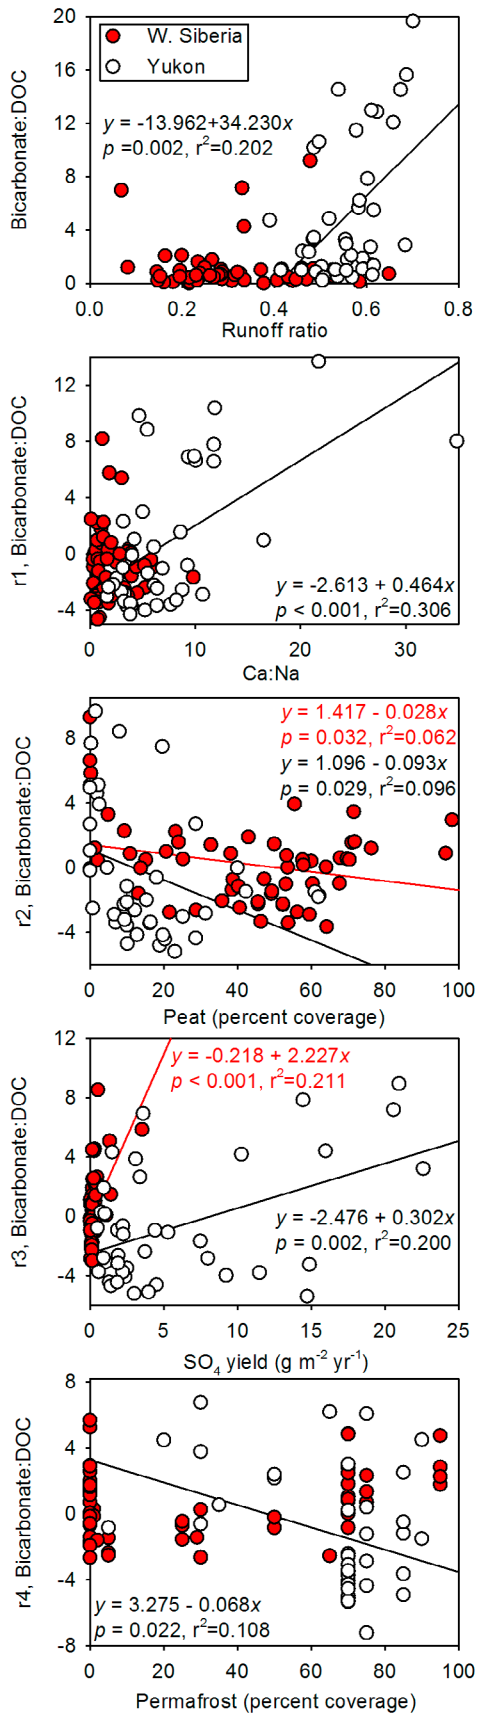 20
W. Siberia
Yukon
16
y = -13.962+34.230x
p =0.002, r²=0.202
12
8
4
0
Bicarbonate:DOC
0.0 0.2 0.4 0.6 0.8
Runoff ratio
12
8
4
0
-4
r1, Bicarbonate:DOC
y = -2.613 + 0.464x
p < 0.001, r²=0.306
0 10 20 30
Ca:Na
y = 1.417 - 0.028x
p = 0.032, r²=0.062
y = 1.096 - 0.093x
p = 0.029, r²=0.096
8
4
0
-4
r2, Bicarbonate:DOC
0 20 40 60 80 100
Peat (percent coverage)
12
y = -0.218 + 2.227x
p < 0.001, r²=0.211
8
4
0
-4
r3, Bicarbonate:DOC
y = -2.476 + 0.302x
p = 0.002, r²=0.200
0 5 10 15 20 25
SO₄ yield (g m⁻² yr⁻¹)
8
4
0
-4
-8
r4, Bicarbonate:DOC
y = 3.275 - 0.068x
p = 0.022, r²=0.108
0 20 40 60 80 100
Permafrost (percent coverage)